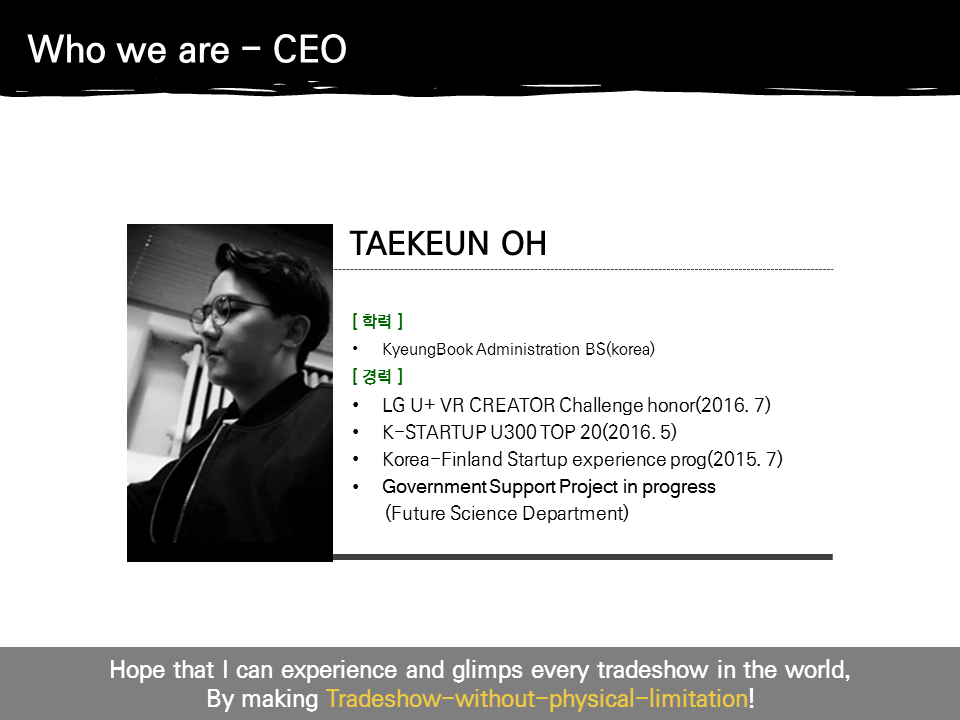 Who we are - CEO
TAEKEUN OH
[ 학력 ]
• KyeungBook Administration BS(korea)
[ 경력 ]
• LG U+ VR CREATOR Challenge honor(2016. 7)
• K-STARTUP U300 TOP 20(2016. 5)
• Korea-Finland Startup experience prog(2015. 7)
• Government Support Project in progress
(Future Science Department)
Hope that I can experience and glimps every tradeshow in the world,
By making Tradeshow-without-physical-limitation!